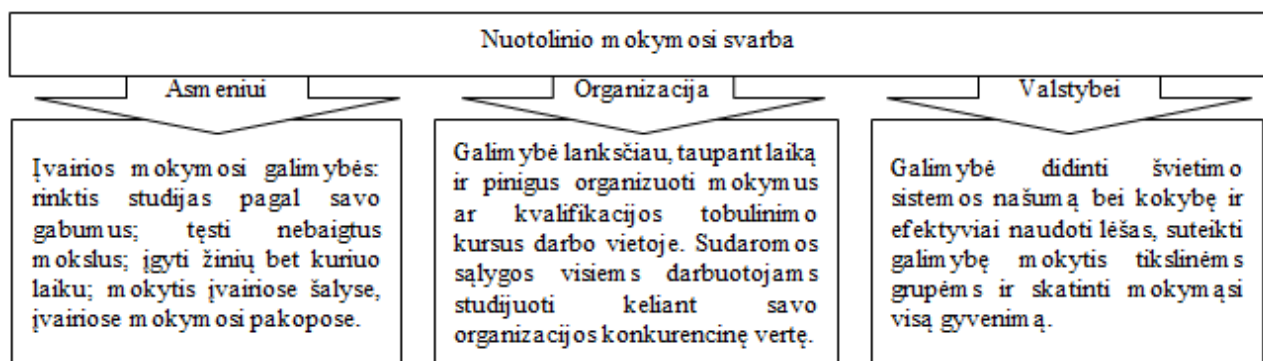 Nuotolinio mokymosi svarba
Asmeniui
Įvairios mokymosi galimybės:
rinktis studijas pagal savo
gabumus; tęsti nebaigtus
mokslus; įgyti žinių bet kuriuo
laiku; mokytis įvairiose šalyse,
įvairiose mokymosi pakopose.
Organizacija
Galimybė lanksčiau, taupant laiką
ir pinigus organizuoti mokymus
ar kvalifikacijos tobulinimo
kursus darbo vietoje. Sudaromos
sąlygos visiems darbuotojams
studijuoti keliant savo
organizacijos konkurencinę vertę.
Valstybei
Galimybė didinti švietimo
sistemos našumą bei kokybę ir
efektyviai naudoti lėšas, suteikti
galimybę mokytis tikslinėms
grupėms ir skatinti mokymąsi
visą gyvenimą.